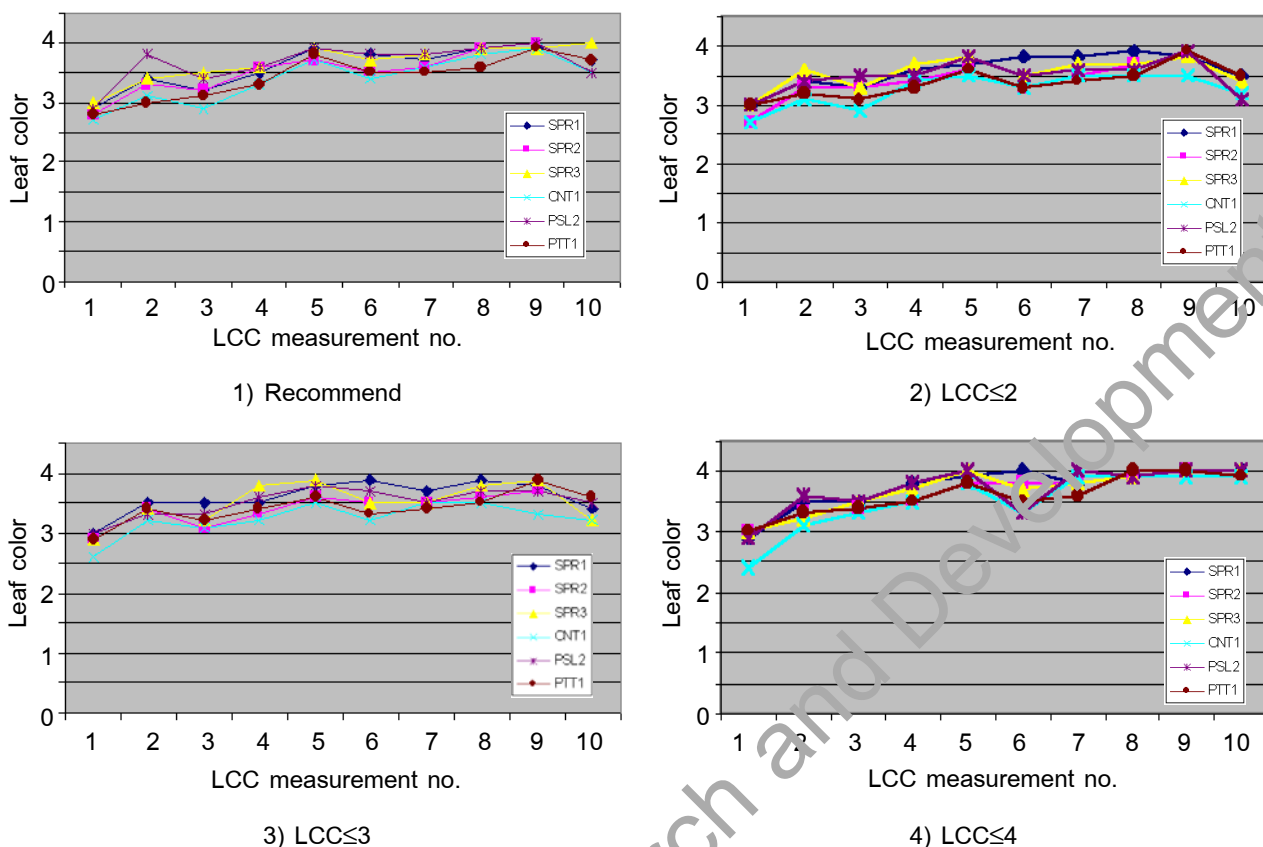 Leaf color
4
3
2
1
0
1 2 3 4 5 6 7 8 9 10
LCC measurement no.
SPR1
SPR2
SPR3
CNT1
PSL2
PTT1
1) Recommend
Leaf color
4
3
2
1
0
1 2 3 4 5 6 7 8 9 10
LCC measurement no.
SPR1
SPR2
SPR3
CNT1
PSL2
PTT1
2) LCC≤2
Leaf color
4
3
2
1
0
1 2 3 4 5 6 7 8 9 10
LCC measurement no.
SPR1
SPR2
SPR3
CNT1
PSL2
PTT1
3) LCC≤3
Leaf color
4
3
2
1
0
1 2 3 4 5 6 7 8 9 10
LCC measurement no.
SPR1
SPR2
SPR3
CNT1
PSL2
PTT1
4) LCC≤4
rch and Development